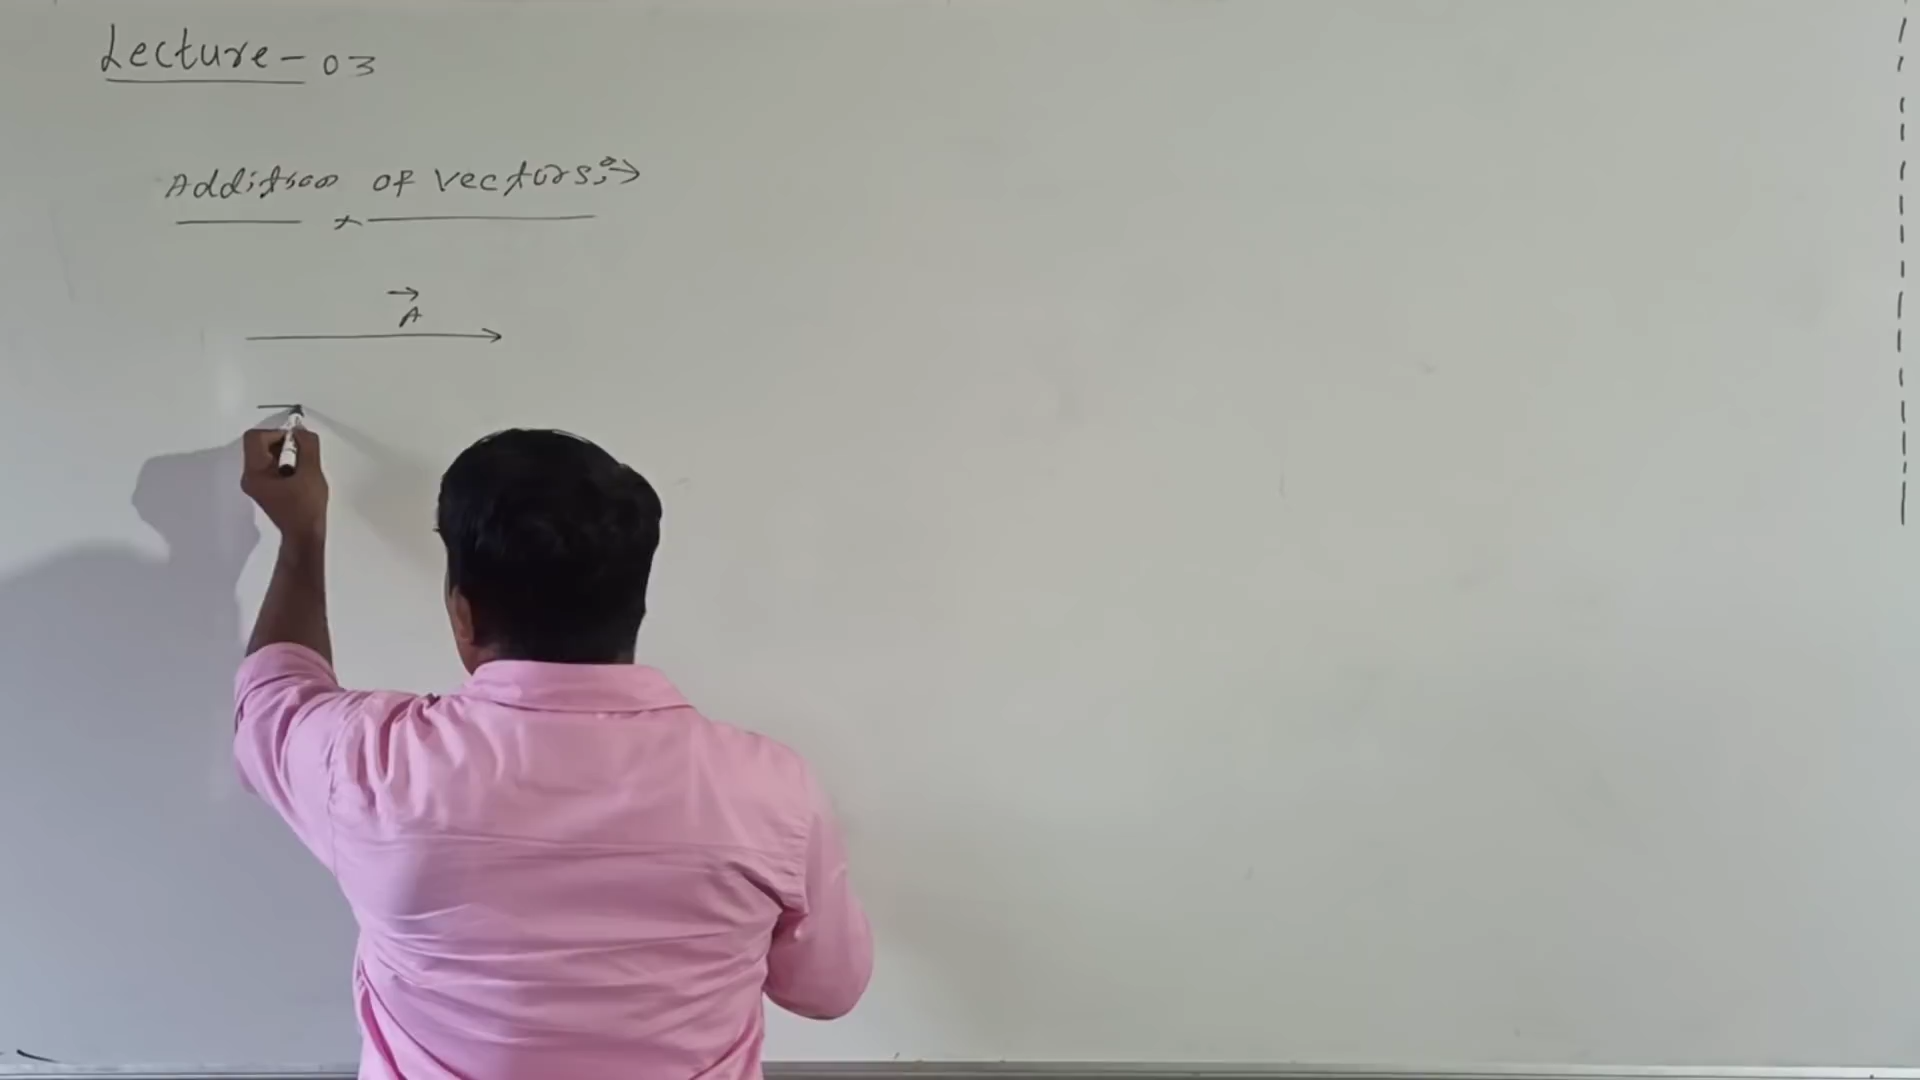 Lecture - 03
Addition of vectors:→
→
A